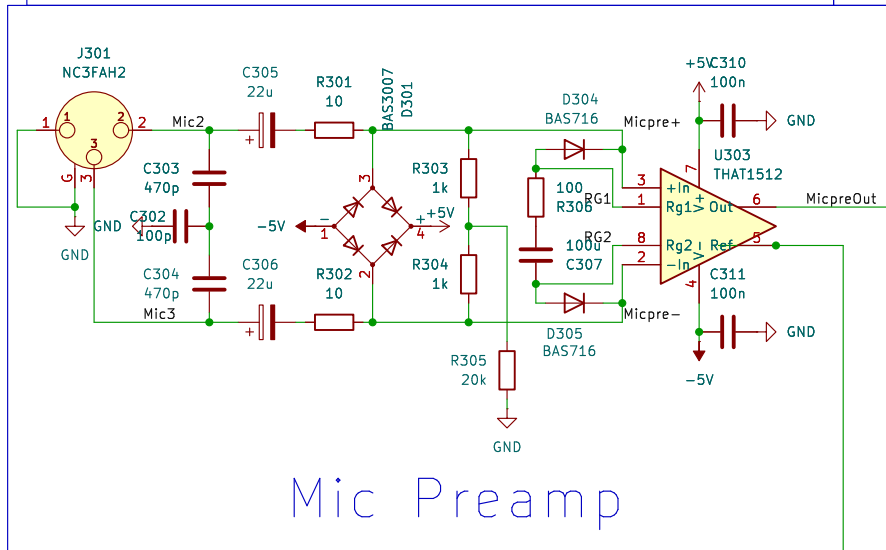 J301
NC3FAH2
1
1
2
2
3
G
3
GND
Mic2
Mic3
C303
470p
C302
100p
GND
C304
470p
C305
22u
+
C306
22u
+
R301
10
R302
10
BAS3007
D301
3
-5V
1
-
+
4
+5V
2
R303
1k
R304
1k
R305
20k
GND
D304
BAS716
100
R306
RG1
RG2
100u
C307
D305
BAS716
Micpre+
Micpre-
+5V
C310
100n
GND
U303
THAT1512
7
3
+In
1
Rg1
V+
Out
6
MicpreOut
8
Rg2
V-
Ref
5
2
-In
4
C311
100n
GND
-5V
Mic Preamp